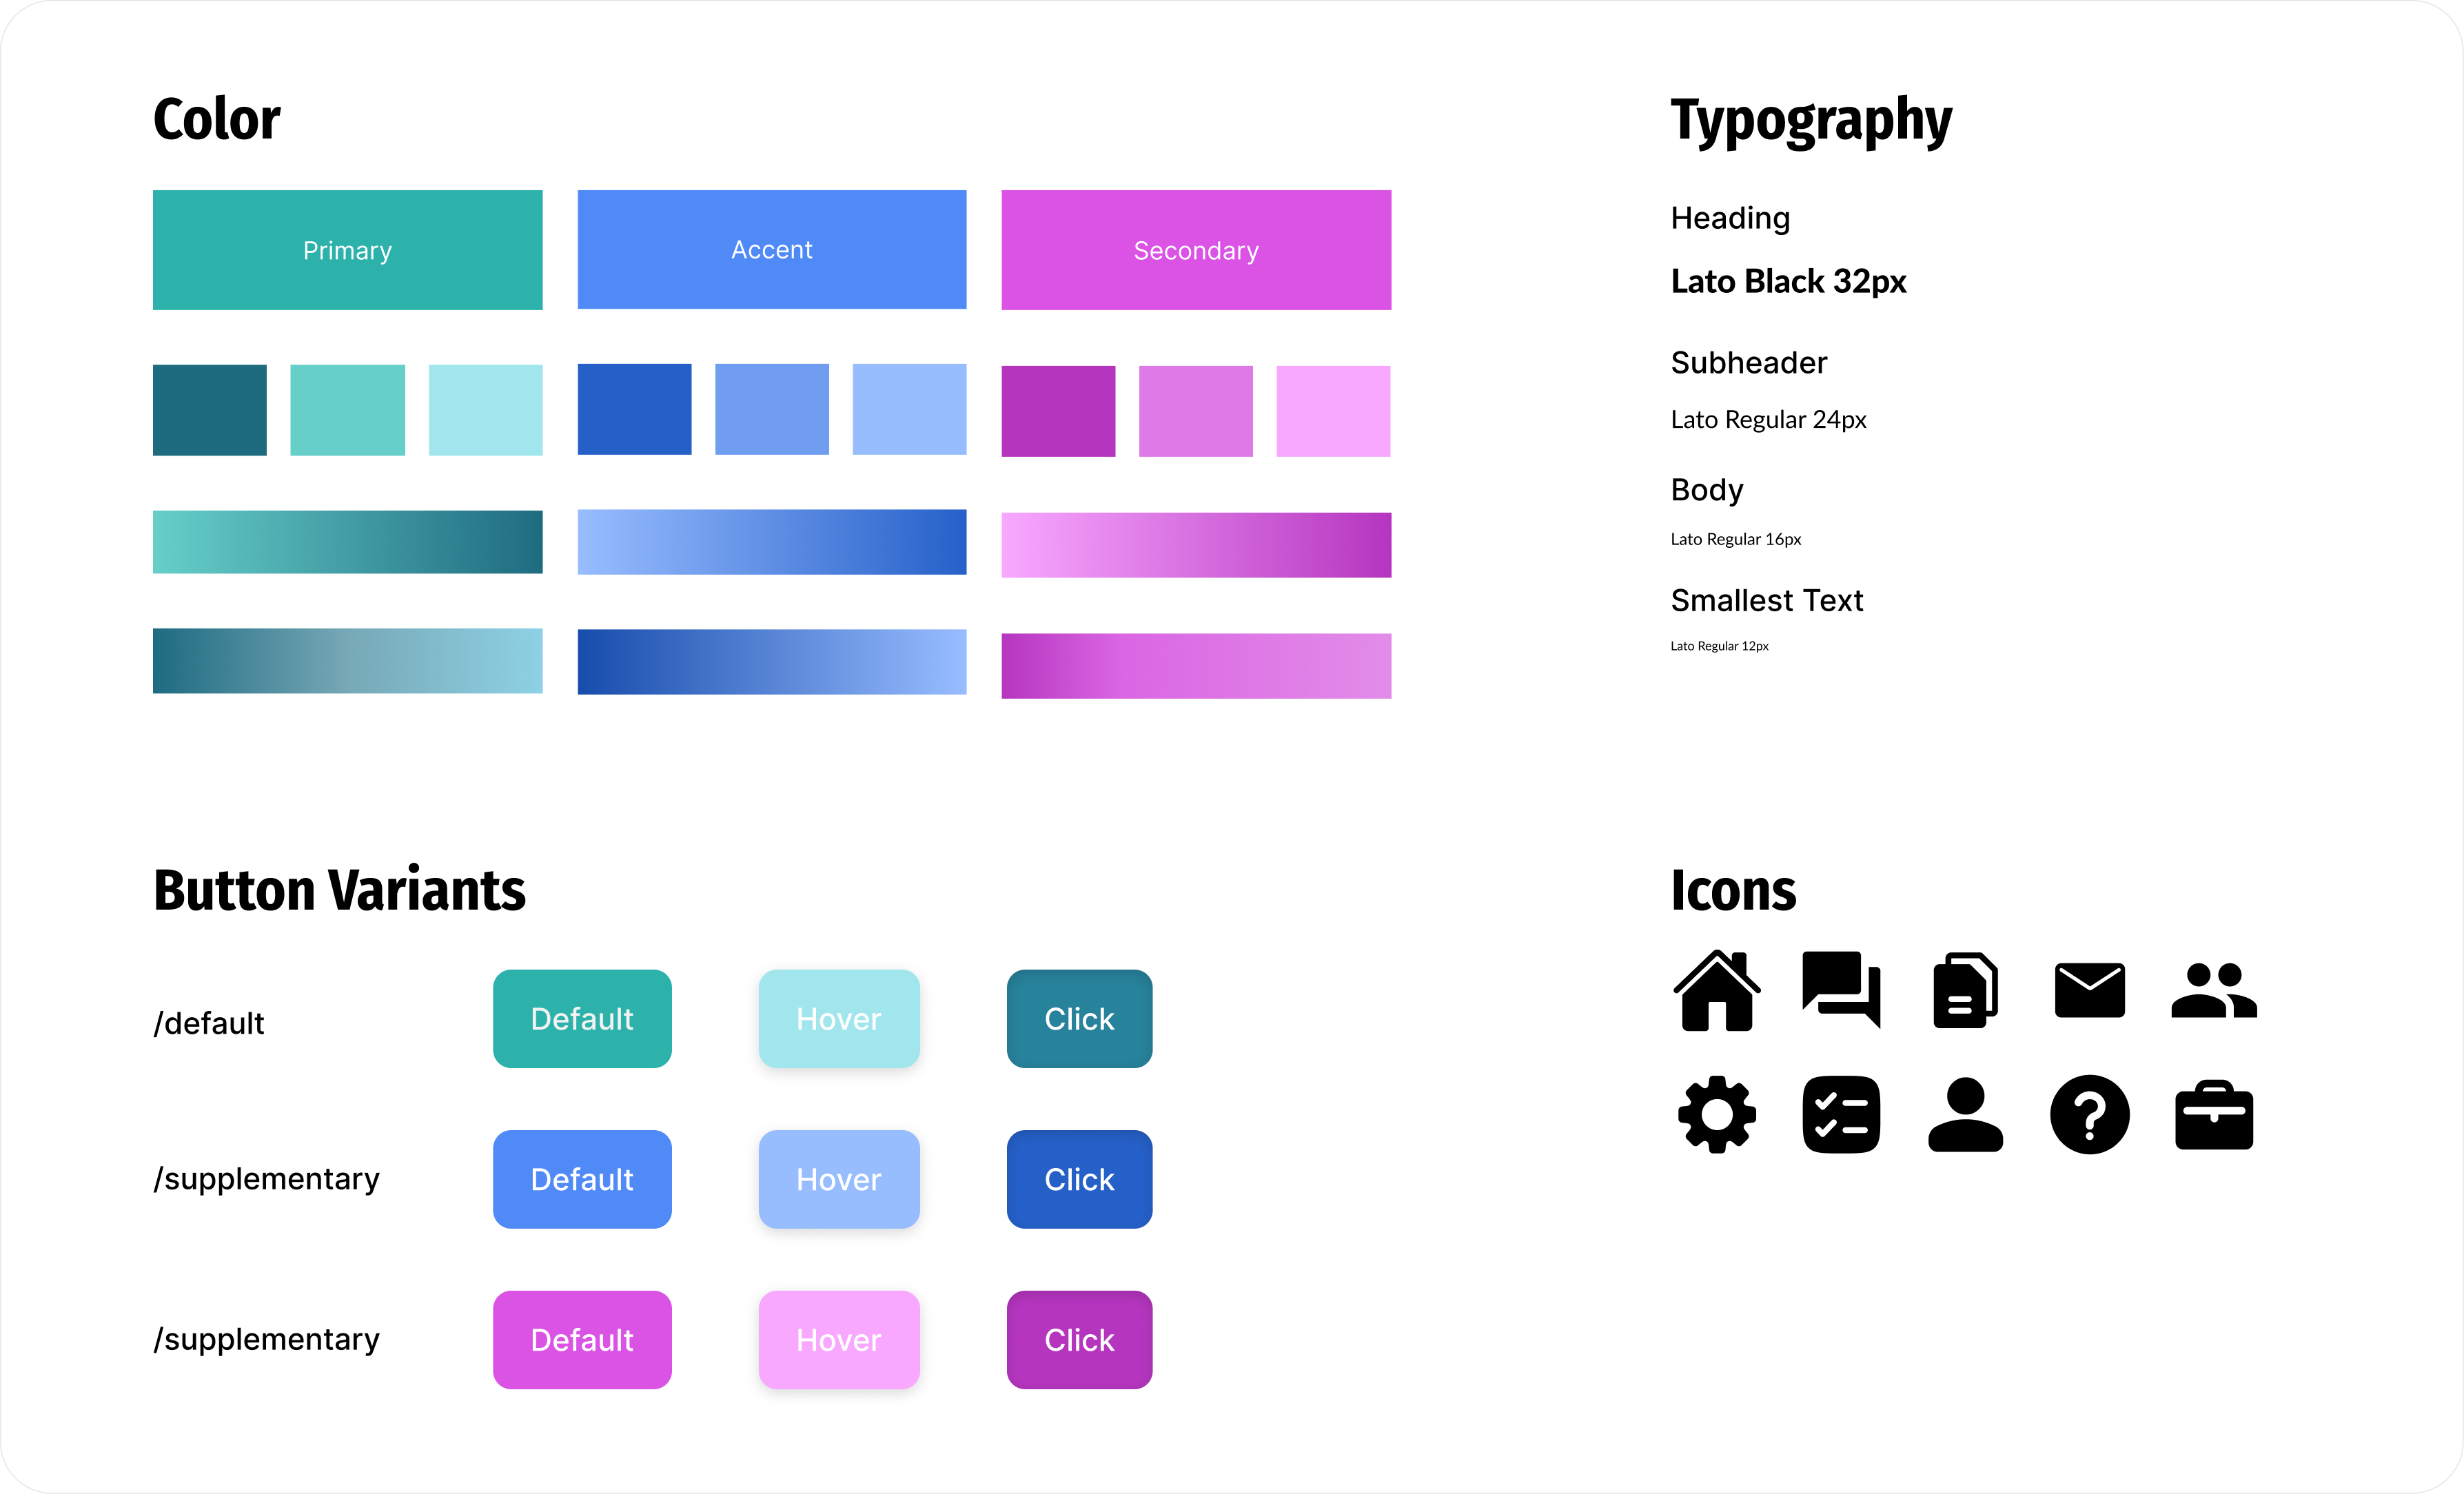 Color
Primary
Accent
Secondary
Typography
Heading
Lato Black 32px
Subheader
Lato Regular 24px
Body
Lato Regular 16px
Smallest Text
Lato Regular 12px
Button Variants
/default
Default
Hover
Click
/supplementary
Default
Hover
Click
/supplementary
Default
Hover
Click
Icons
?